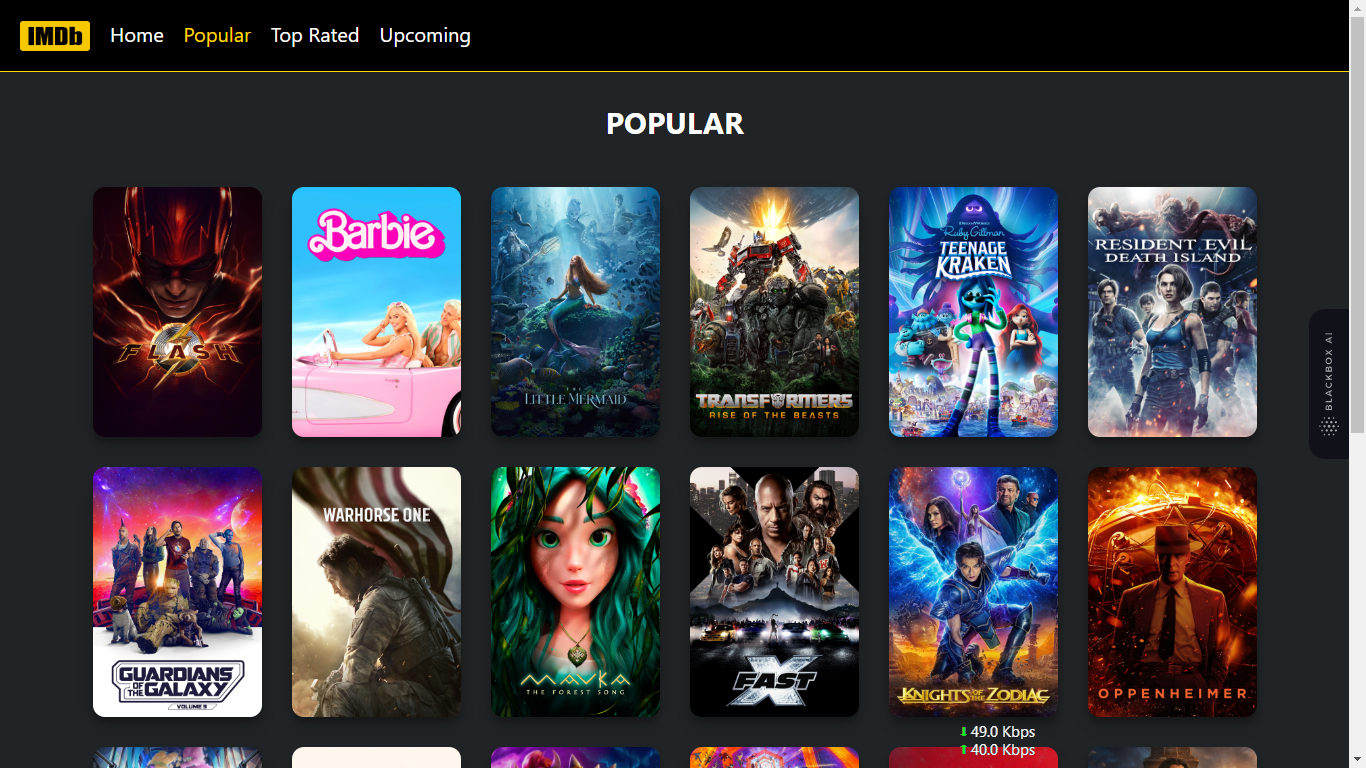 IMDb Home Popular Top Rated Upcoming
POPULAR
FLASH
Barbie
THE
LITTLE MERMAID
TRANSFORMERS
RISE OF THE BEASTS
DREAMWORKS
Ruby Gillman
TEENAGE
KRAKEN
RESIDENT EVIL
DEATH ISLAND
BLACKBOX AI
GUARDIANS
OF THE
GALAXY
VOLUME 3
WARHORSE ONE
MAVKA
THE FOREST SONG
FAST X
KNIGHTS OF THE ZODIAC
OPPENHEIMER
49.0 Kbps
40.0 Kbps